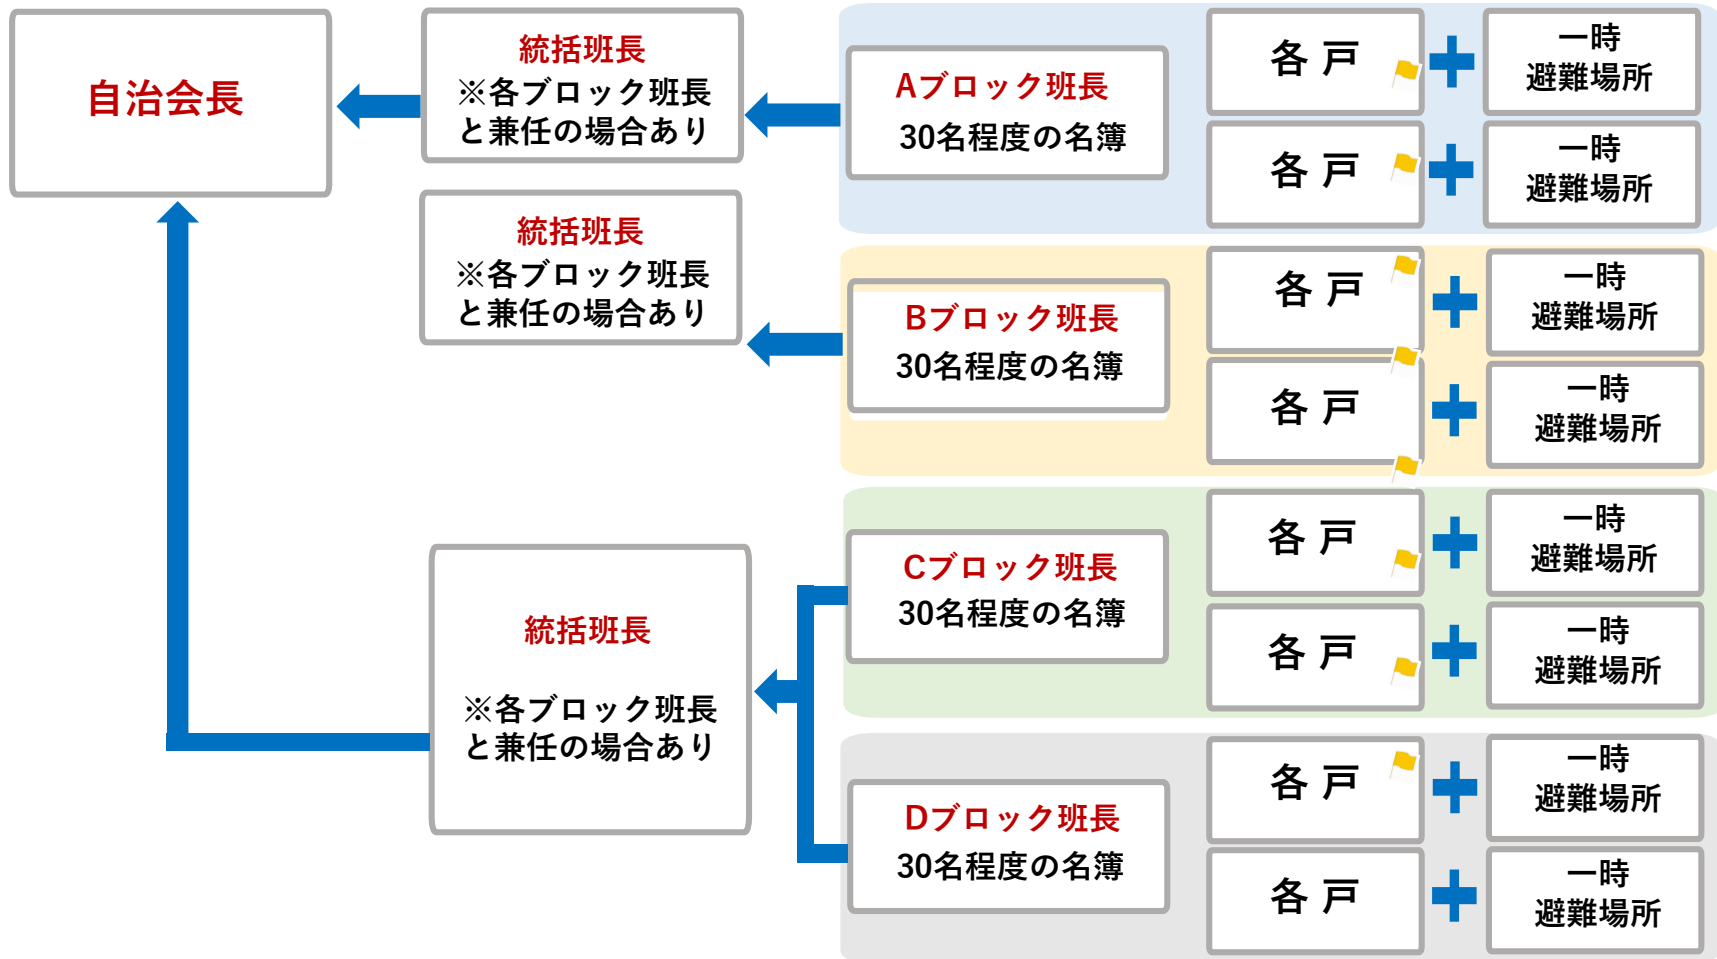 自治会長
統括班長
※各ブロック班長
と兼任の場合あり
Aブロック班長
30名程度の名簿
各 戸
一時
避難場所
各 戸
一時
避難場所
統括班長
※各ブロック班長
と兼任の場合あり
Bブロック班長
30名程度の名簿
各 戸
一時
避難場所
各 戸
一時
避難場所
統括班長
※各ブロック班長
と兼任の場合あり
Cブロック班長
30名程度の名簿
各 戸
一時
避難場所
各 戸
一時
避難場所
Dブロック班長
30名程度の名簿
各 戸
一時
避難場所
各 戸
一時
避難場所